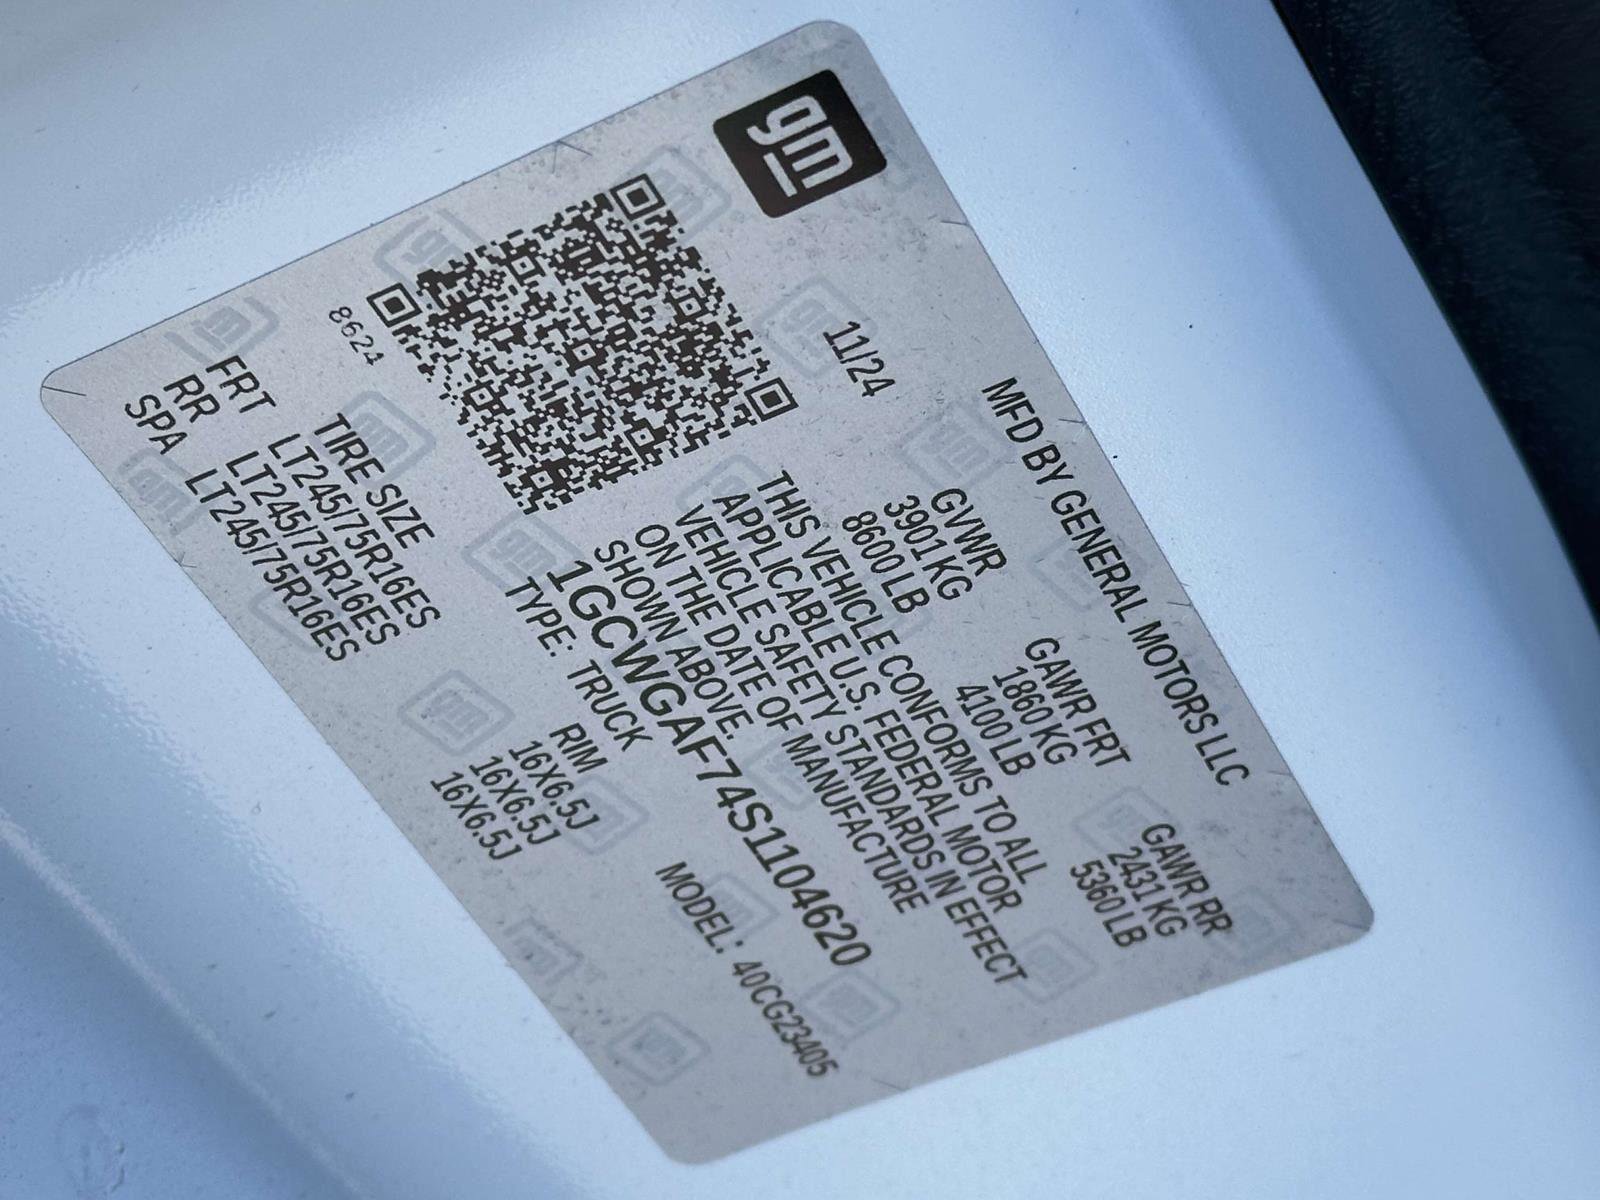 gm
11/24
MFD BY GENERAL MOTORS LLC
GVWR GAWR FRT GAWR RR
3901 KG 1860 KG 2431 KG
8600 LB 4100 LB 5360 LB
THIS VEHICLE CONFORMS TO ALL
APPLICABLE U.S. FEDERAL MOTOR
VEHICLE SAFETY STANDARDS IN EFFECT
ON THE DATE OF MANUFACTURE
SHOWN ABOVE.
1GCWGAF74S1104620
TYPE: TRUCK MODEL: 40CG23405
8624
TIRE SIZE RIM
FRT LT245/75R16ES 16X6.5J
RR LT245/75R16ES 16X6.5J
SPA LT245/75R16ES 16X6.5J